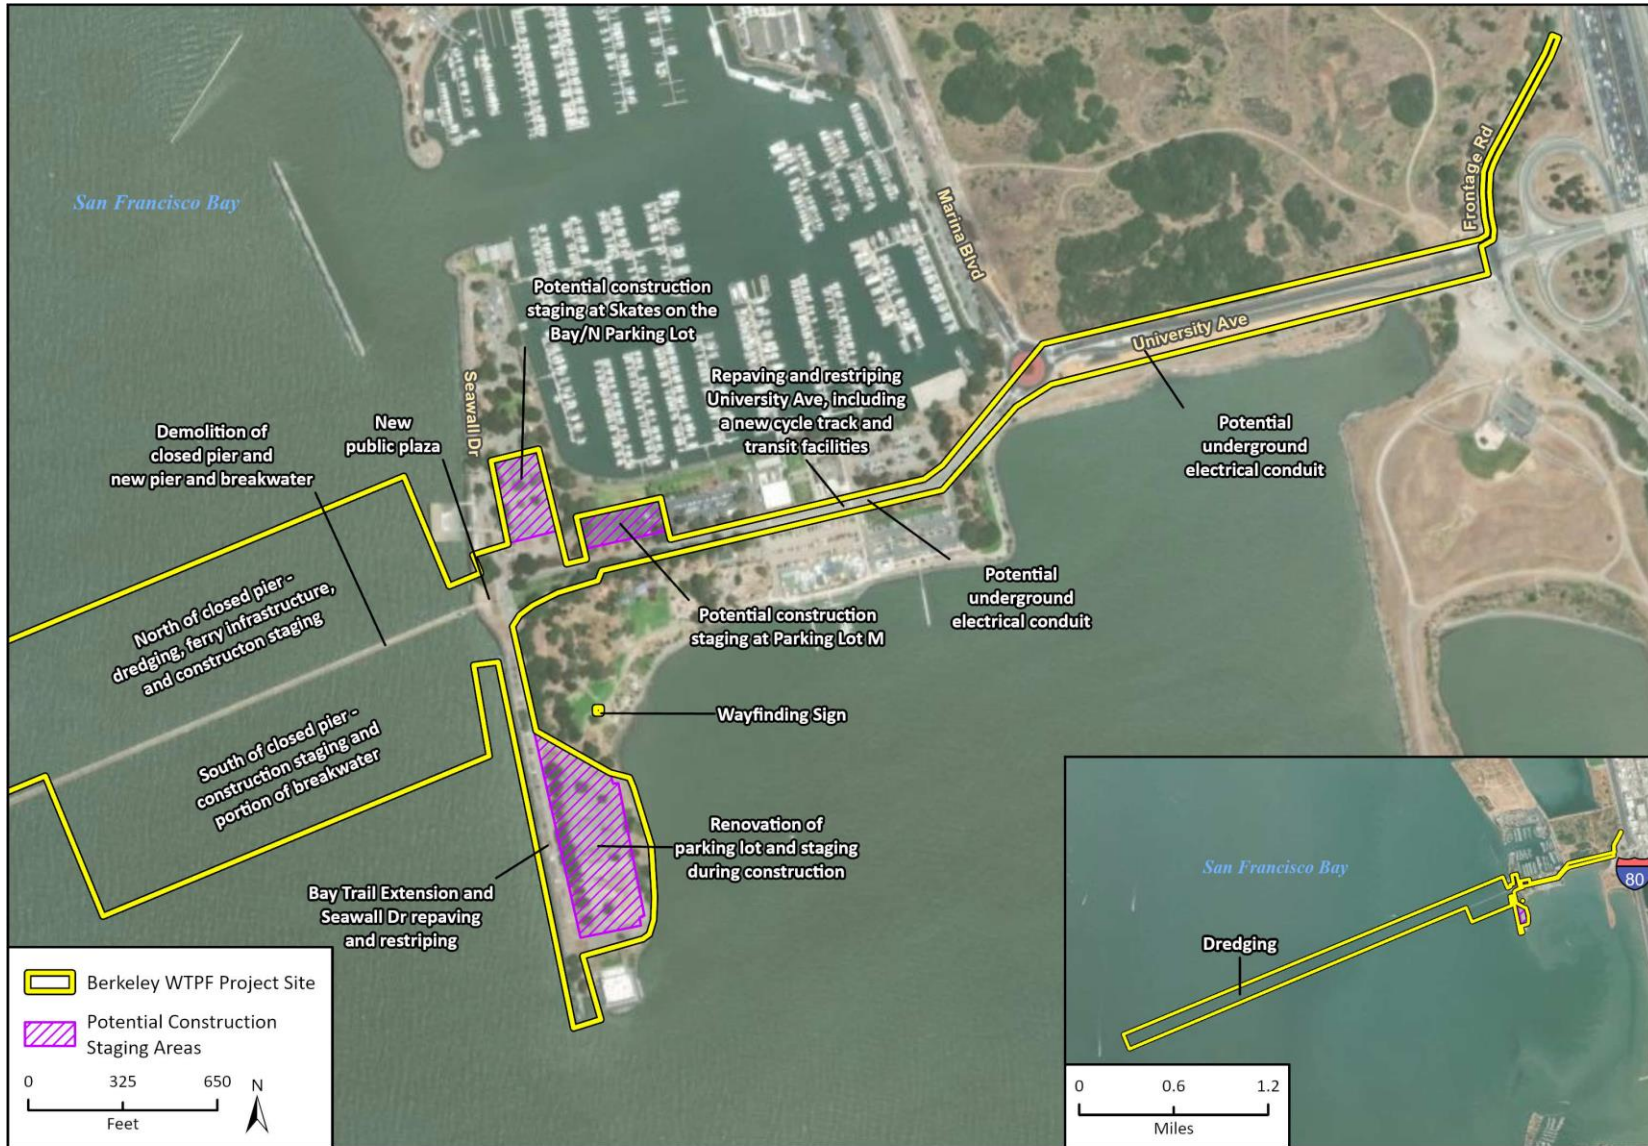 San Francisco Bay
Marina Blvd
Frontage Rd
University Ave
Seawall Dr
Potential construction
staging at Skates on the
Bay/N Parking Lot
Repaving and restriping
University Ave, including
a new cycle track and
transit facilities
Potential
underground
electrical conduit
Demolition of
closed pier and
new pier and breakwater
New
public plaza
North of closed pier -
dredging, ferry infrastructure,
and constructon staging
Potential construction
staging at Parking Lot M
Potential
underground
electrical conduit
Wayfinding Sign
South of closed pier -
construction staging and
portion of breakwater
Renovation of
parking lot and staging
during construction
Bay Trail Extension and
Seawall Dr repaving
and restriping
Berkeley WTPF Project Site
Potential Construction
Staging Areas
0 325 650
Feet
N
San Francisco Bay
80
Dredging
0 0.6 1.2
Miles